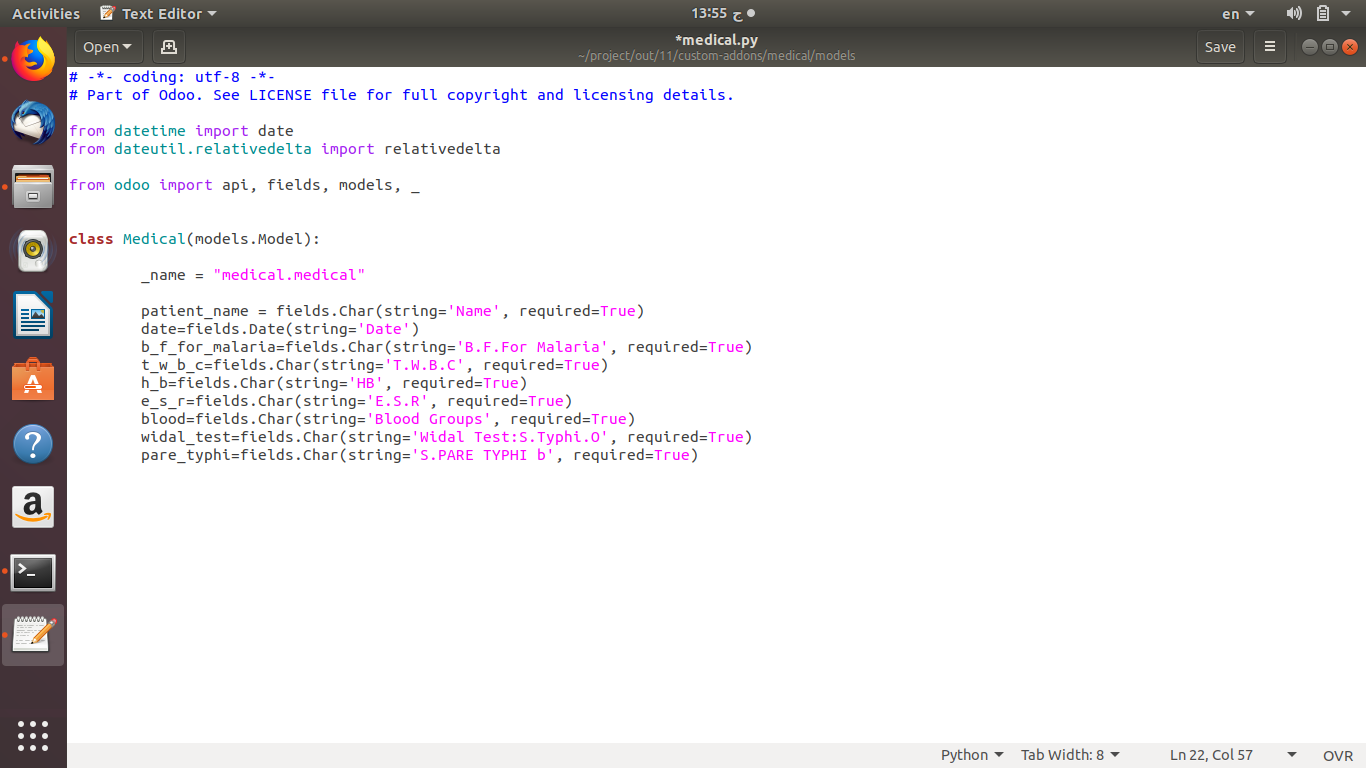 Activities Text Editor 13:55 ج en
Open *medical.py Save
~/project/out/11/custom-addons/medical/models
# -*- coding: utf-8 -*-
# Part of Odoo. See LICENSE file for full copyright and licensing details.
from datetime import date
from dateutil.relativedelta import relativedelta
from odoo import api, fields, models, _
class Medical(models.Model):
_name = "medical.medical"
patient_name = fields.Char(string='Name', required=True)
date=fields.Date(string='Date')
b_f_for_malaria=fields.Char(string='B.F.For Malaria', required=True)
t_w_b_c=fields.Char(string='T.W.B.C', required=True)
h_b=fields.Char(string='HB', required=True)
e_s_r=fields.Char(string='E.S.R', required=True)
blood=fields.Char(string='Blood Groups', required=True)
widal_test=fields.Char(string='Widal Test:S.Typhi.O', required=True)
pare_typhi=fields.Char(string='S.PARE TYPHI b', required=True)
Python Tab Width: 8 Ln 22, Col 57 OVR